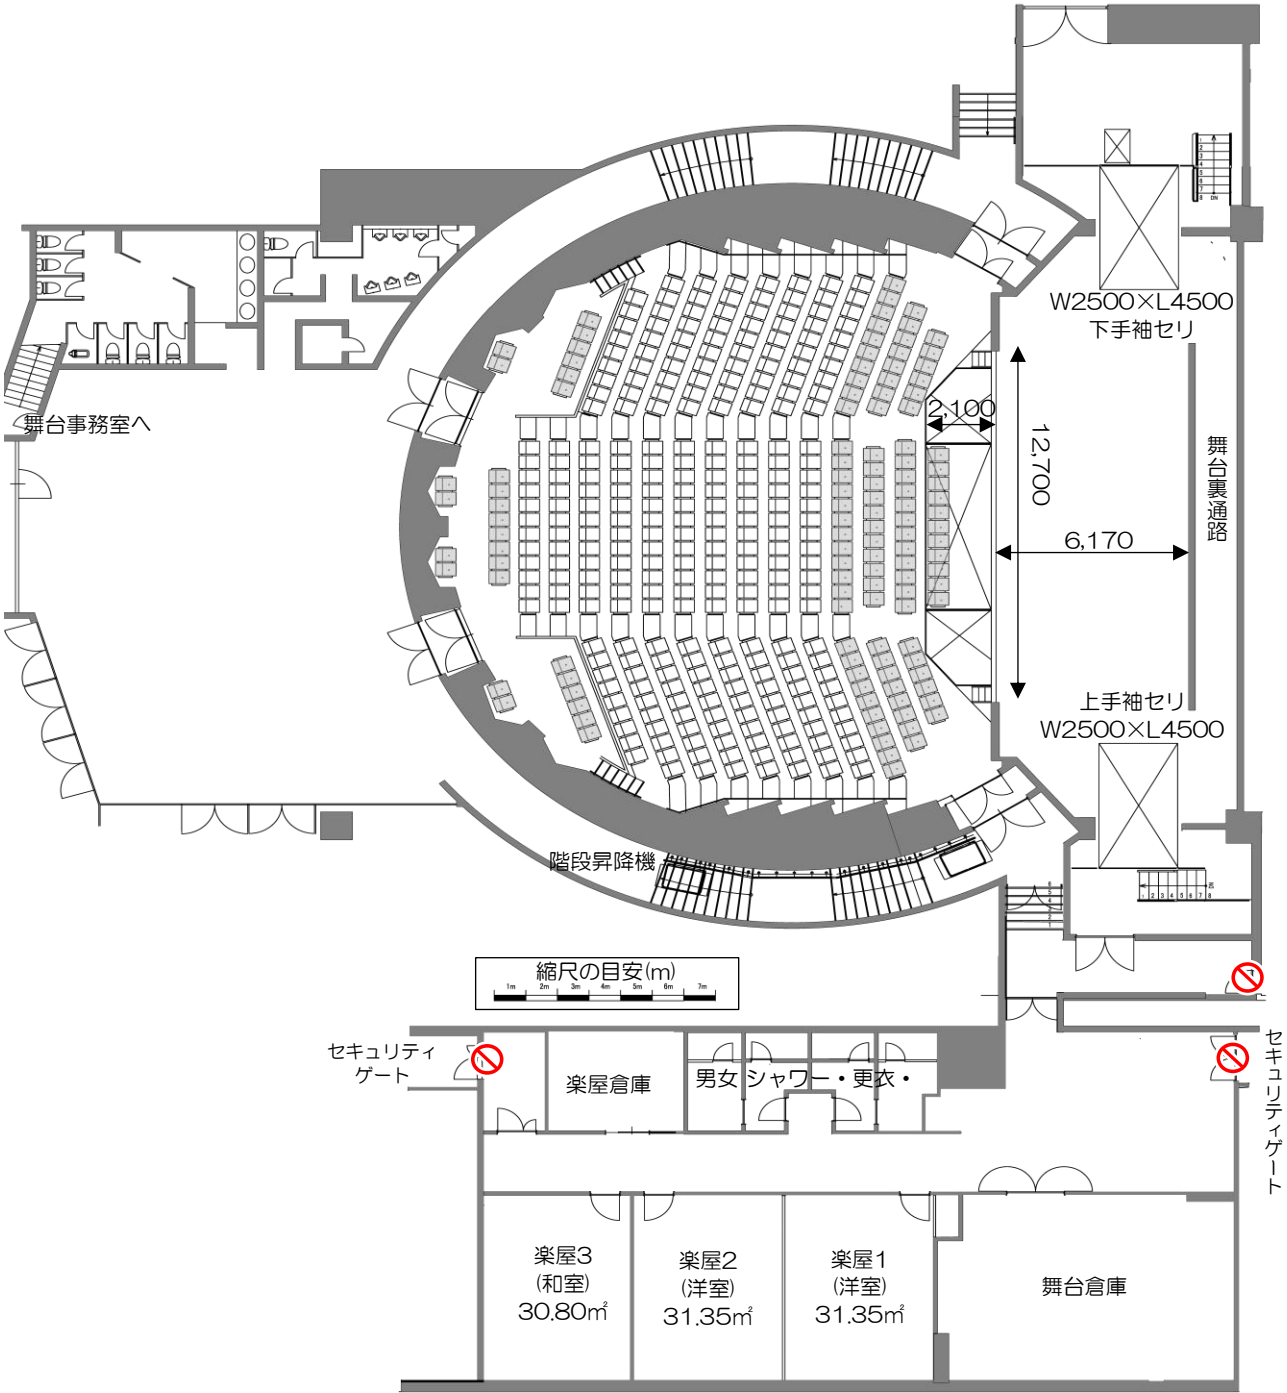 W2500×L4500
下手袖セリ
舞台事務室へ
2,100
12,700
舞台裏通路
6,170
上手袖セリ
W2500×L4500
階段昇降機
縮尺の目安(m)
1m 2m 3m 4m 5m 6m 7m
セキュリティ
ゲート
楽屋倉庫
男女 シャワー・更衣・
セキュリティゲート
楽屋3
(和室)
30.80㎡
楽屋2
(洋室)
31.35㎡
楽屋1
(洋室)
31.35㎡
舞台倉庫